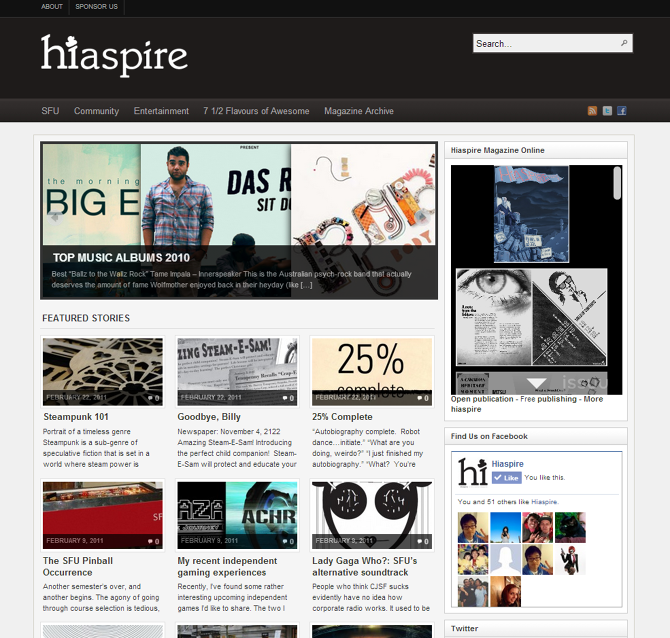 ABOUT SPONSOR US
hiaspire
Search...
SFU Community Entertainment 7 1/2 Flavours of Awesome Magazine Archive
PRESENT
the morning
BIG E
DAS R
SIT DO
BODY
TOP MUSIC ALBUMS 2010
Best “Ballz to the Wallz Rock” Tame Impala – Innerspeaker This is the Australian psych-rock band that actually
deserves the amount of fame Wolfmother enjoyed back in their heyday (like [...]
FEATURED STORIES
FEBRUARY 22, 2011 0
Steampunk 101
Portrait of a timeless genre
Steampunk is a sub-genre of
speculative fiction that is set in a
world where steam power is
ZING STEAM-E-SAM!
FEBRUARY 22, 2011 0
Goodbye, Billy
Newspaper: November 4, 2122
Amazing Steam-E-Sam! Introducing
the perfect child companion! Steam-
E-Sam will protect and educate your
25%
complete
FEBRUARY 22, 2011 0
25% Complete
“Autobiography complete. Robot
dance…initiate.” “What are you
doing, weirdo?” “I just finished my
autobiography.” “What? You're
SF
FEBRUARY 9, 2011 0
The SFU Pinball
Occurrence
Another semester's over, and
another begins. The agony of going
through course selection is tedious,
AZA
ACHR
FEBRUARY 9, 2011 0
My recent independent
gaming experiences
Recently, I've found some rather
interesting upcoming independent
games I'd like to share. The two I
FEBRUARY 3, 2011 0
Lady Gaga Who?: SFU's
alternative soundtrack
People who think CJSF sucks
evidently have no idea how
corporate radio works. It used to be
Hiaspire Magazine Online
issuu
Open publication - Free publishing - More
hiaspire
Find Us on Facebook
hi
Hiaspire
Like You like this.
You and 51 others like Hiaspire.
Twitter